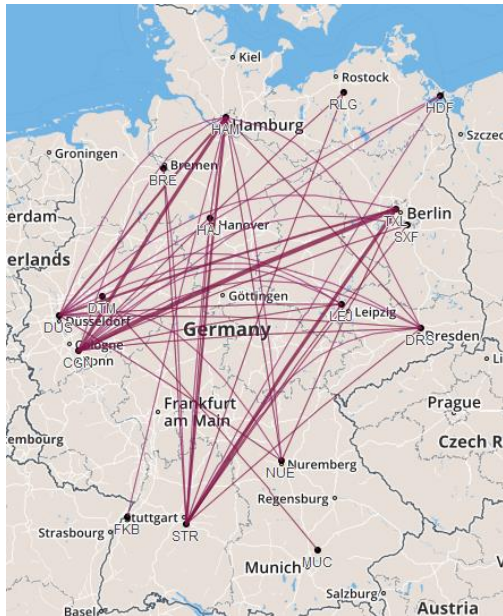 Kiel
Rostock
RLG
HDF
Hamburg
HAM
Szczec
Groningen
Bremen
BRE
erdam
Hanover
HAJ
Berlin
TXL
SXF
erlands
DTM
Göttingen
LEJ
Leipzig
DUS
Düsseldorf
Germany
DRS
Dresden
Cologne
CGN
Bonn
Li
Frankfurt
am Main
Prague
embourg
Czech R
NUE
Nuremberg
Stuttgart
FKB
STR
Regensburg
Strasbourg
Munich
MUC
Salzburg
Basel
Austria